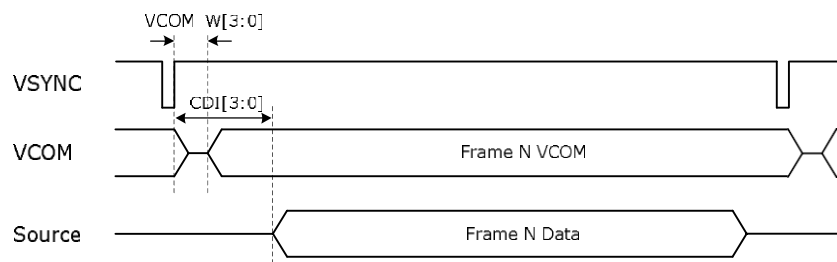 VCOM W[3:0]
VSYNC
CDI[3:0]
VCOM Frame N VCOM
Source Frame N Data